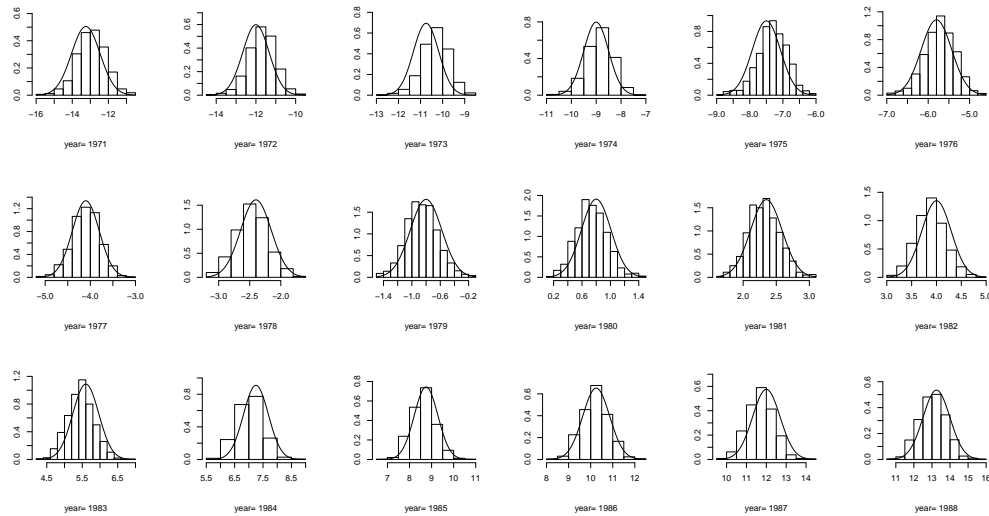 0.0 0.2 0.4 0.6
−16 −14 −12
year= 1971
0.0 0.2 0.4 0.6
−14 −12 −10
year= 1972
0.0 0.2 0.4 0.6 0.8
−13 −12 −11 −10 −9
year= 1973
0.0 0.4 0.8
−11 −10 −9 −8 −7
year= 1974
0.0 0.4 0.8
−9.0 −8.0 −7.0 −6.0
year= 1975
0.0 0.4 0.8 1.2
−7.0 −6.0 −5.0
year= 1976
0.0 0.4 0.8 1.2
−5.0 −4.0 −3.0
year= 1977
0.0 0.5 1.0 1.5
−3.0 −2.0
year= 1978
0.0 0.5 1.0 1.5
−1.4 −1.0 −0.6 −0.2
year= 1979
0.0 0.5 1.0 1.5 2.0
0.2 0.6 1.0 1.4
year= 1980
0.0 0.5 1.0 1.5
2.0 2.5 3.0
year= 1981
0.0 0.5 1.0 1.5
3.0 3.5 4.0 4.5 5.0
year= 1982
0.0 0.4 0.8 1.2
4.5 5.5 6.5
year= 1983
0.0 0.4 0.8
5.5 6.5 7.5 8.5
year= 1984
0.0 0.2 0.4 0.6 0.8
7 8 9 10 11
year= 1985
0.0 0.2 0.4 0.6
8 9 10 11 12
year= 1986
0.0 0.2 0.4 0.6
10 11 12 13 14
year= 1987
0.0 0.2 0.4 0.6
11 12 13 14 15 16
year= 1988